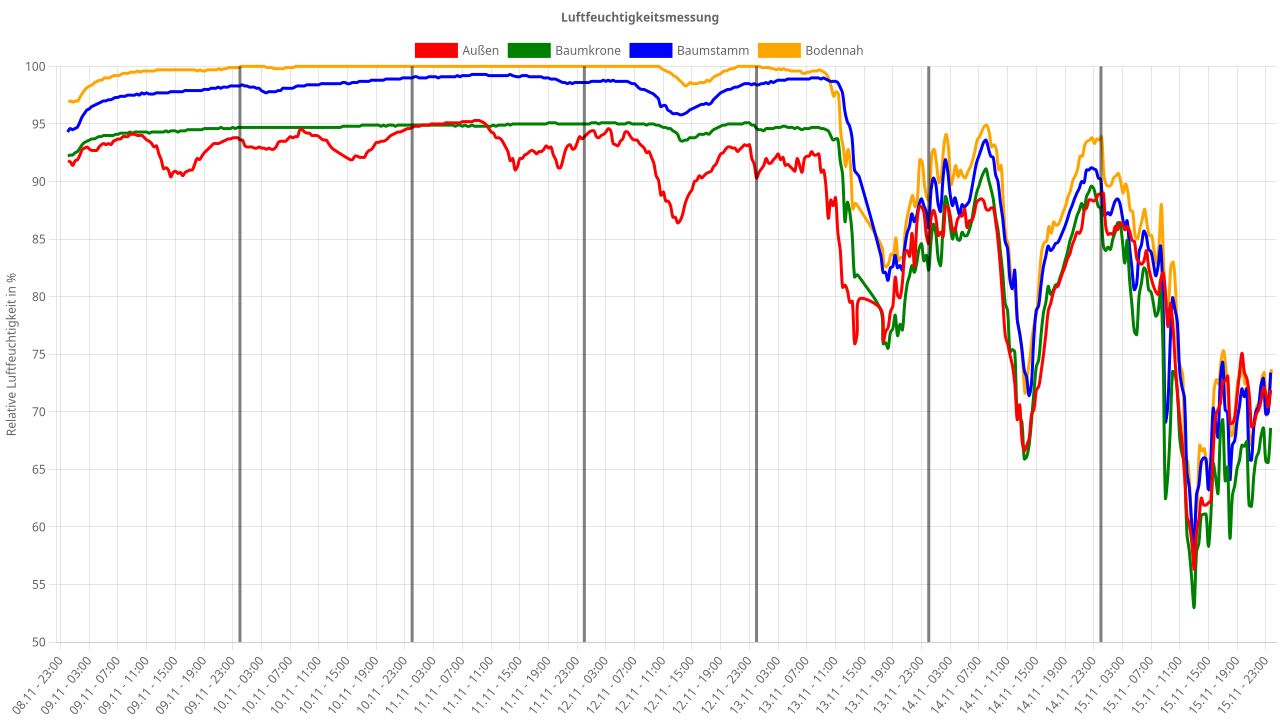 Luftfeuchtigkeitsmessung
Außen Baumkrone Baumstamm Bodennah
Relative Luftfeuchtigkeit in %
100
95
90
85
80
75
70
65
60
55
50
08.11 - 23:00
09.11 - 03:00
09.11 - 07:00
09.11 - 11:00
09.11 - 15:00
09.11 - 19:00
09.11 - 23:00
10.11 - 03:00
10.11 - 07:00
10.11 - 11:00
10.11 - 15:00
10.11 - 19:00
10.11 - 23:00
11.11 - 03:00
11.11 - 07:00
11.11 - 11:00
11.11 - 15:00
11.11 - 19:00
11.11 - 23:00
12.11 - 03:00
12.11 - 07:00
12.11 - 11:00
12.11 - 15:00
12.11 - 19:00
12.11 - 23:00
13.11 - 03:00
13.11 - 07:00
13.11 - 11:00
13.11 - 15:00
13.11 - 19:00
13.11 - 23:00
14.11 - 03:00
14.11 - 07:00
14.11 - 11:00
14.11 - 15:00
14.11 - 19:00
14.11 - 23:00
15.11 - 03:00
15.11 - 07:00
15.11 - 11:00
15.11 - 15:00
15.11 - 19:00
15.11 - 23:00